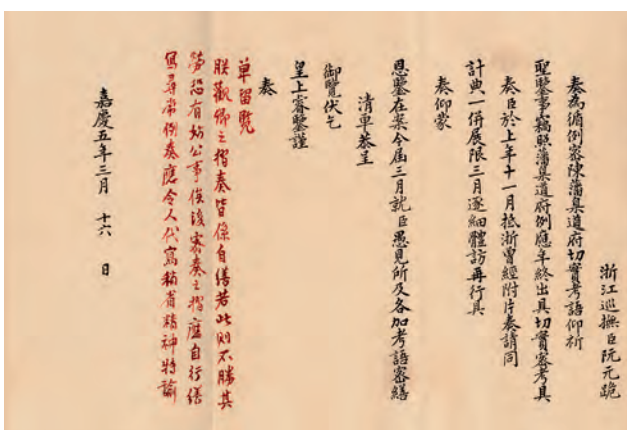 浙江巡撫臣阮元跪
奏為循例密陳藩臬道府切實考語仰祈
聖鑒事竊照藩臬道府例應年終出具切實密考具
奏臣於上年十一月抵浙曾經附片奏請同
計典一併展限三月逐細體訪再行具
奏仰蒙
恩鑒在案今屆三月就臣愚見所及各加考語密繕
清單恭呈
御覽伏乞
皇上睿鑒謹
奏
單留覽
朕觀卿之摺奏皆係自繕若此則不勝其
勞恐有妨公事俟後密奏之摺應自行繕
寫尋常例奏應令人代寫稍省精神特諭
嘉慶五年三月 十六 日